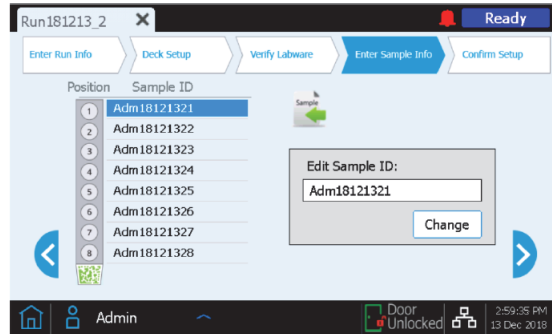 Run181213_2
Ready
Enter Run Info
Deck Setup
Verify Labware
Enter Sample Info
Confirm Setup
Position Sample ID
1 Adm18121321
2 Adm18121322
3 Adm18121323
4 Adm18121324
5 Adm18121325
6 Adm18121326
7 Adm18121327
8 Adm18121328
Sample
Edit Sample ID:
Adm18121321
Change
Admin
Door
Unlocked
2:59:35 PM
13 Dec 2018